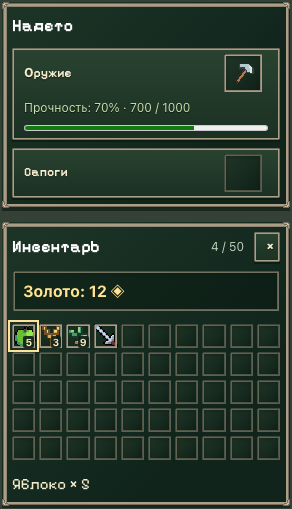 Надето
Оружие
Прочность: 70% · 700 / 1000
Сапоги
Инвентарь
4 / 50
×
Золото: 12
5
3
9
Яблоко × 5